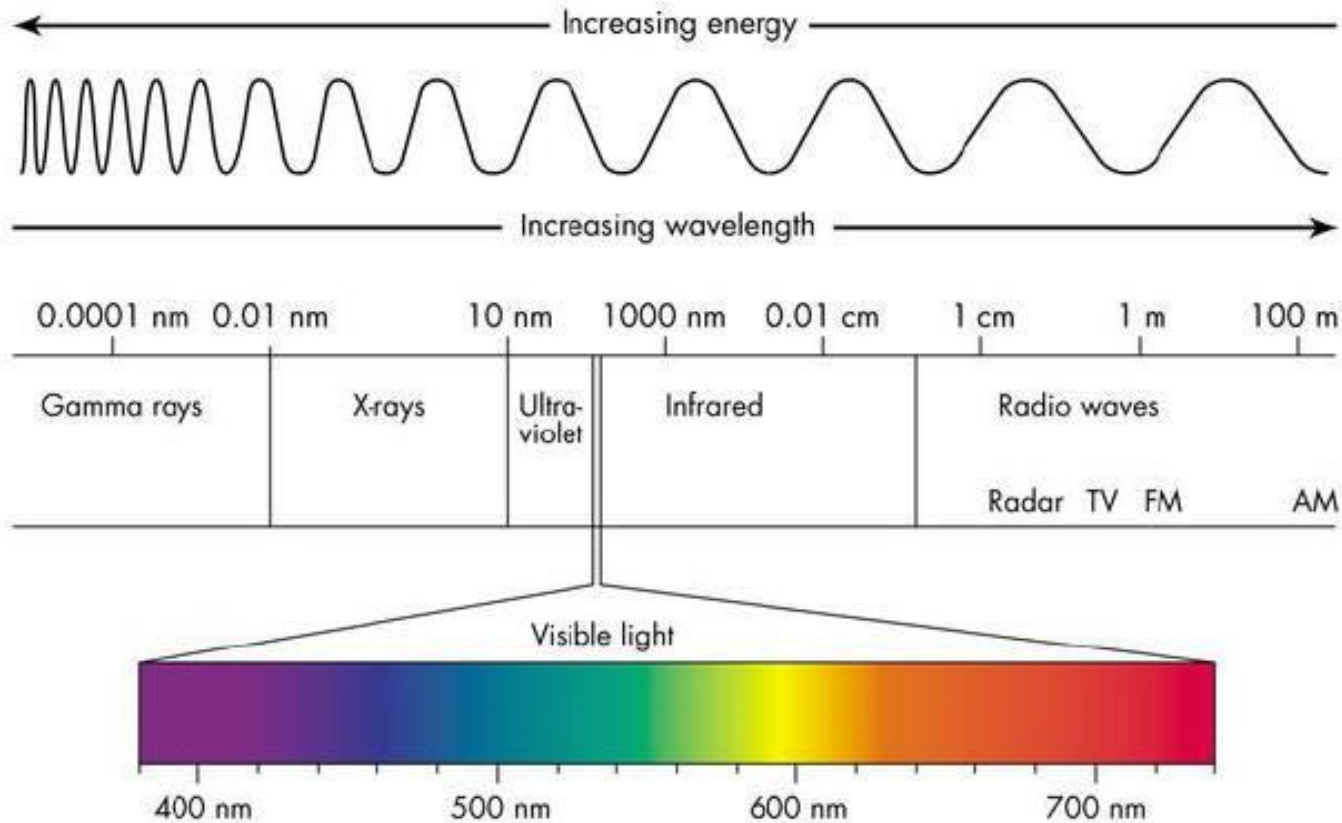 Increasing energy
Increasing wavelength
0.0001 nm 0.01 nm 10 nm 1000 nm 0.01 cm 1 cm 1 m 100 m
Gamma rays X-rays Ultra- Infrared Radio waves
violet
Radar TV FM AM
Visible light
400 nm 500 nm 600 nm 700 nm